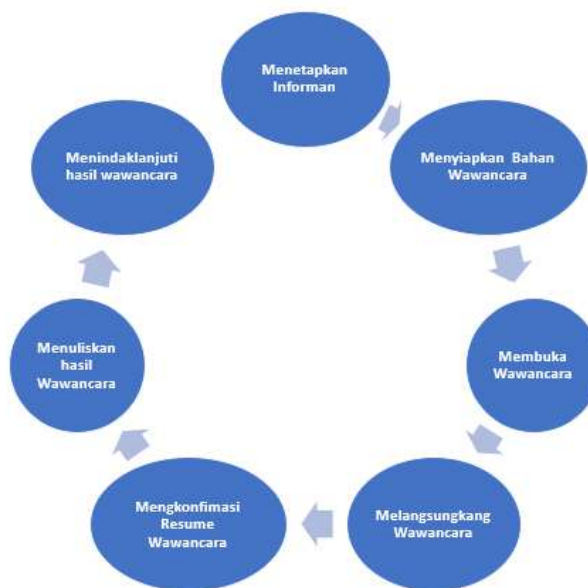 Menetapkan
Informan
Menyiapkan Bahan
Wawancara
Membuka
Wawancara
Melangsungkang
Wawancara
Mengkonfimasi
Resume
Wawancara
Menuliskan
hasil
Wawancara
Menindaklanjuti
hasil wawancara